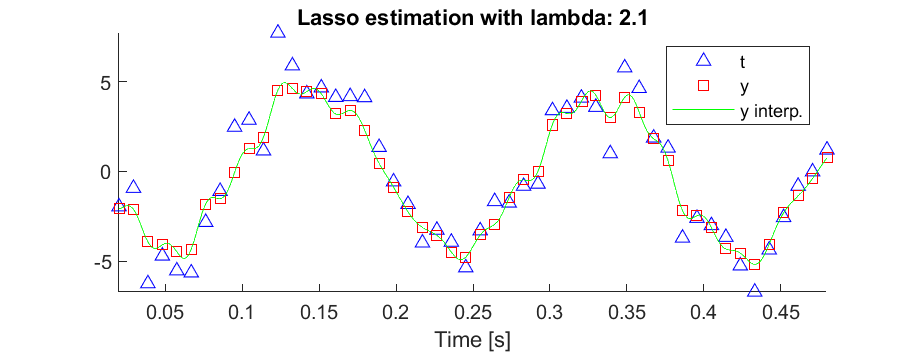 Lasso estimation with lambda: 2.1
t
y
y interp.
5
0
-5
0.05 0.1 0.15 0.2 0.25 0.3 0.35 0.4 0.45
Time [s]